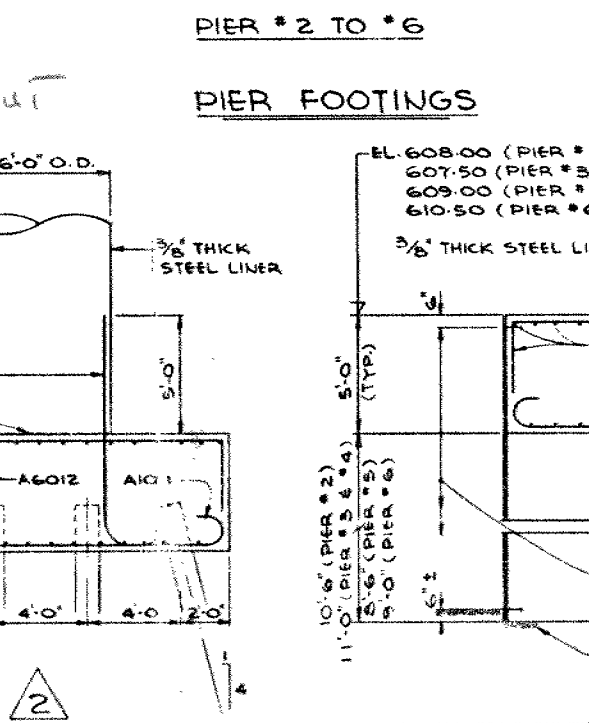 PIER #2 TO #6
PIER FOOTINGS
6'-0" O.D.
EL. 608.00 (PIER #
607.50 (PIER #3
609.00 (PIER #
610.50 (PIER #6
3/8" THICK
STEEL LINER
3/8" THICK STEEL LI
5'-0"
5'-0"
(TYP.)
A6012
10'-6" (PIER #2)
11'-0" (PIER #3 & #4)
8'-6" (PIER #5)
9'-0" (PIER #6)
6" ±
4'-0"
4'-0
2'-0"
1
4
2